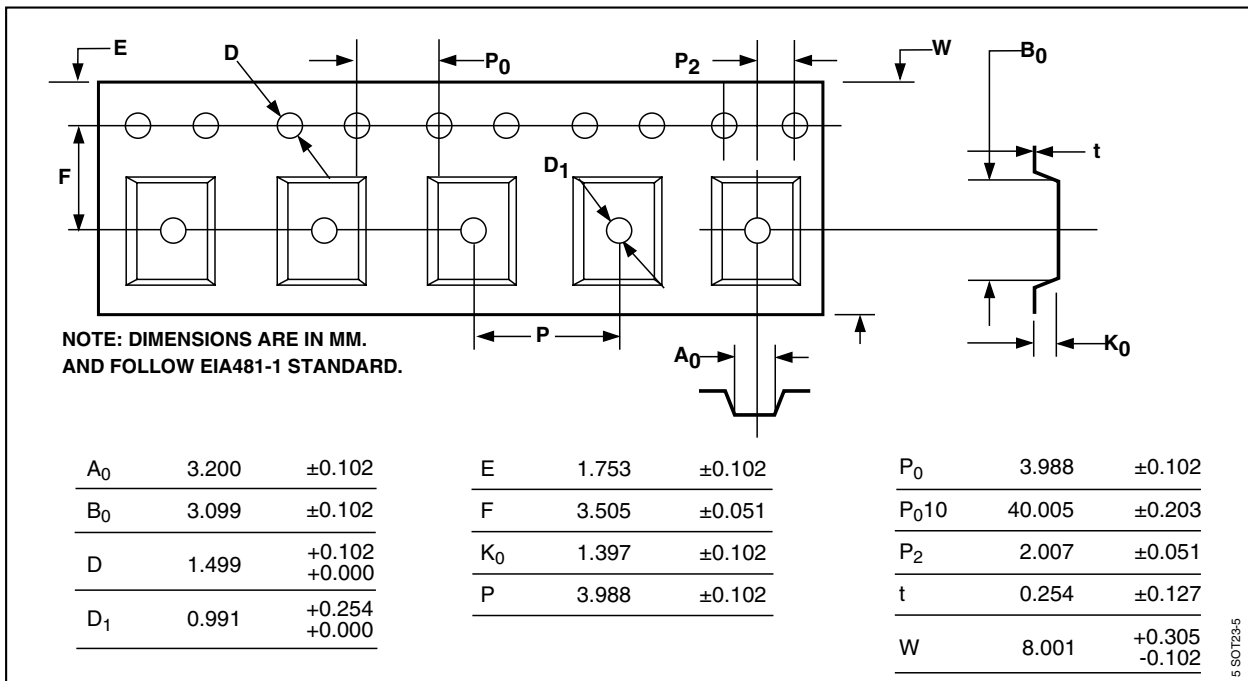 E
D
P0
P2
W
B0
t
F
D1
NOTE: DIMENSIONS ARE IN MM.
AND FOLLOW EIA481-1 STANDARD.
P
A0
K0
A0 3.200 ±0.102
B0 3.099 ±0.102
D 1.499 +0.102 +0.000
D1 0.991 +0.254 +0.000
E 1.753 ±0.102
F 3.505 ±0.051
K0 1.397 ±0.102
P 3.988 ±0.102
P0 3.988 ±0.102
P010 40.005 ±0.203
P2 2.007 ±0.051
t 0.254 ±0.127
W 8.001 +0.305 -0.102
5 SOT23-5